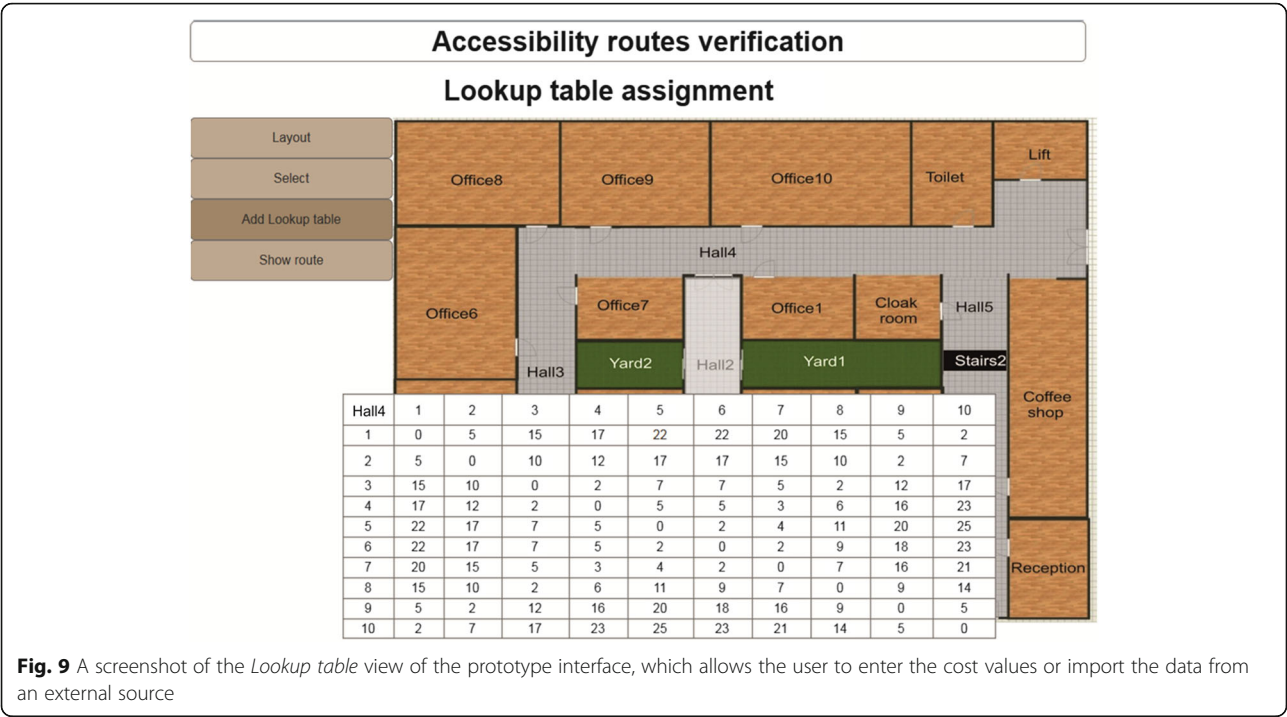 Accessibility routes verification
Lookup table assignment
Layout
Select
Add Lookup table
Show route
Office8
Office9
Office10
Toilet
Lift
Hall4
Office6
Office7
Office1
Cloak
room
Hall5
Hall3
Yard2
Hall2
Yard1
Stairs2
Coffee
shop
Reception
Hall4 1 2 3 4 5 6 7 8 9 10
1 0 5 15 17 22 22 20 15 5 2
2 5 0 10 12 17 17 15 10 2 7
3 15 10 0 2 7 7 5 2 12 17
4 17 12 2 0 5 5 3 6 16 23
5 22 17 7 5 0 2 4 11 20 25
6 22 17 7 5 2 0 2 9 18 23
7 20 15 5 3 4 2 0 7 16 21
8 15 10 2 6 11 9 7 0 9 14
9 5 2 12 16 20 18 16 9 0 5
10 2 7 17 23 25 23 21 14 5 0
Fig. 9 A screenshot of the Lookup table view of the prototype interface, which allows the user to enter the cost values or import the data from
an external source